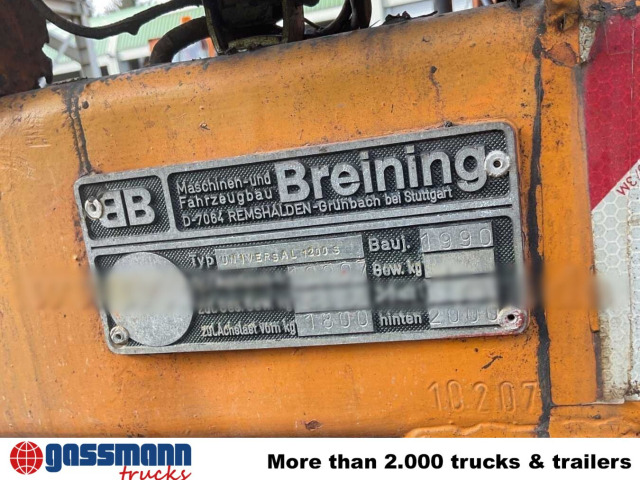 BB
Maschinen-und
Fahrzeugbau
Breining
D-7064 REMSHALDEN-Grunbach bei Stuttgart
Typ UNIVERSAL 1200 S Bauj. 1990
Bew. kg
zul.Achslast vorn kg 1800 hinten 2000
10207
gassmann
trucks
More than 2.000 trucks & trailers